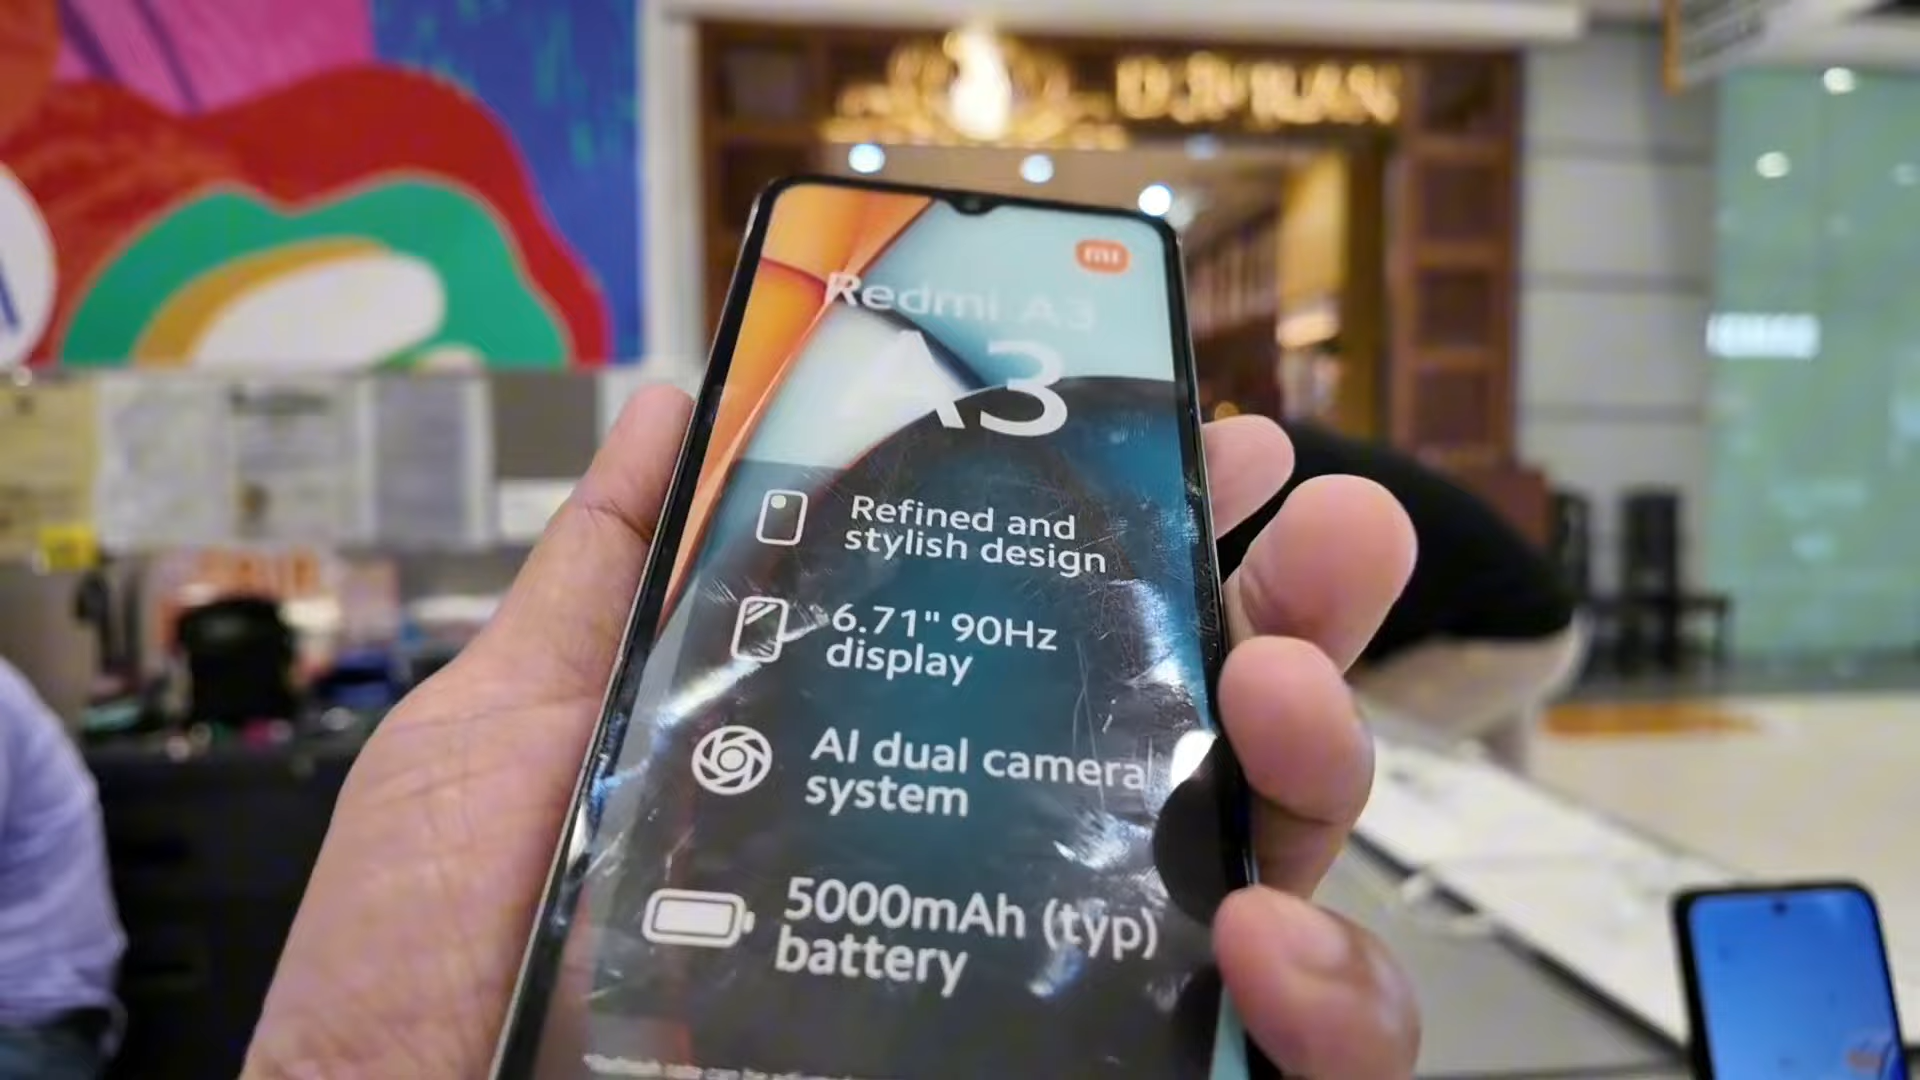 mi
Redmi A3
A3
Refined and
stylish design
6.71" 90Hz
display
AI dual camera
system
5000mAh (typ)
battery